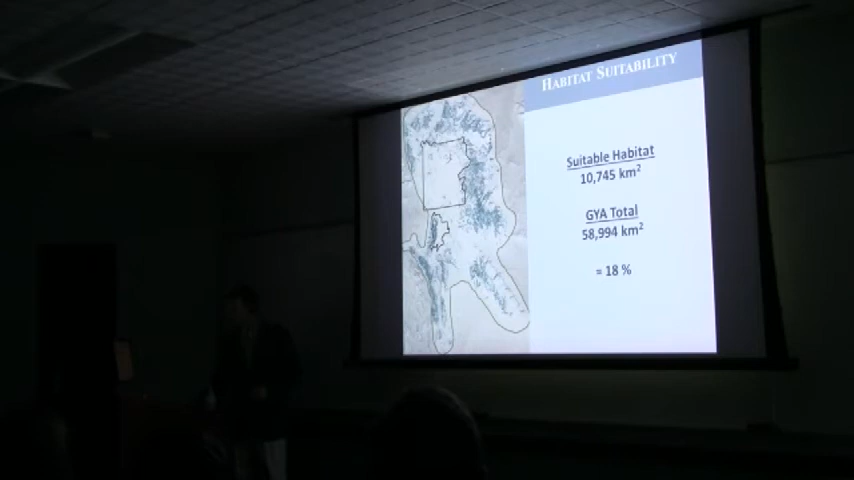 HABITAT SUITABILITY
Suitable Habitat
10,745 km²
GYA Total
58,994 km²
= 18 %